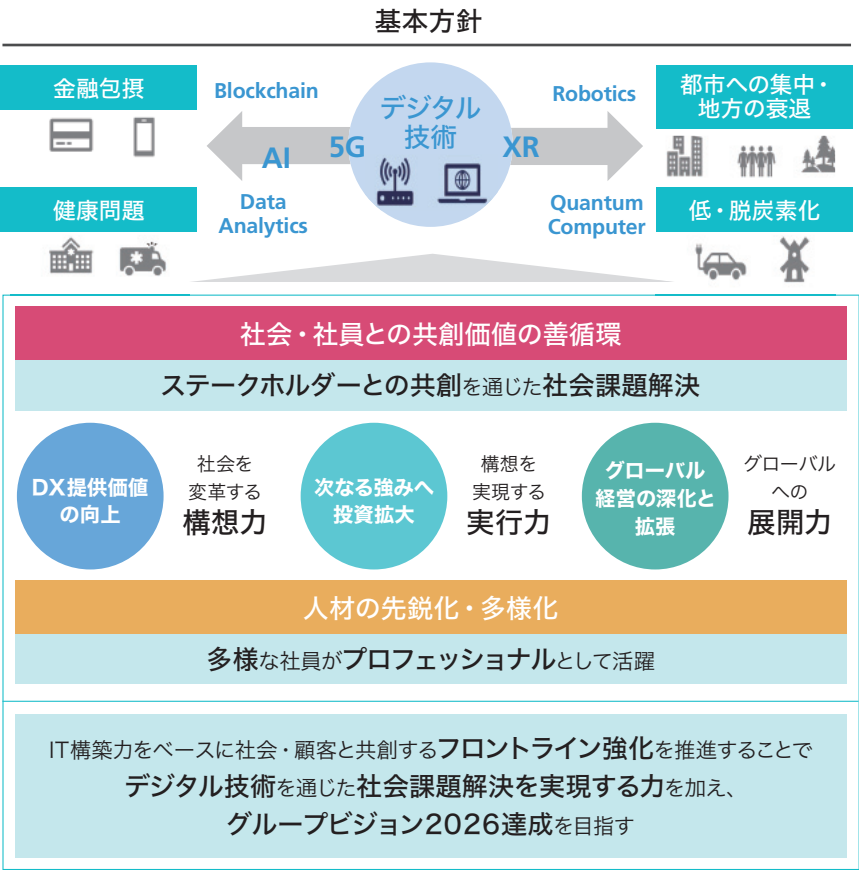 基本方針
金融包摂
Blockchain
デジタル
技術
Robotics
都市への集中・
地方の衰退
AI
5G
XR
健康問題
Data
Analytics
Quantum
Computer
低・脱炭素化
社会・社員との共創価値の善循環
ステークホルダーとの共創を通じた社会課題解決
DX提供価値
の向上
社会を
変革する
構想力
次なる強みへ
投資拡大
構想を
実現する
実行力
グローバル
経営の深化と
拡張
グローバル
への
展開力
人材の先鋭化・多様化
多様な社員がプロフェッショナルとして活躍
IT構築力をベースに社会・顧客と共創するフロントライン強化を推進することで
デジタル技術を通じた社会課題解決を実現する力を加え、
グループビジョン2026達成を目指す